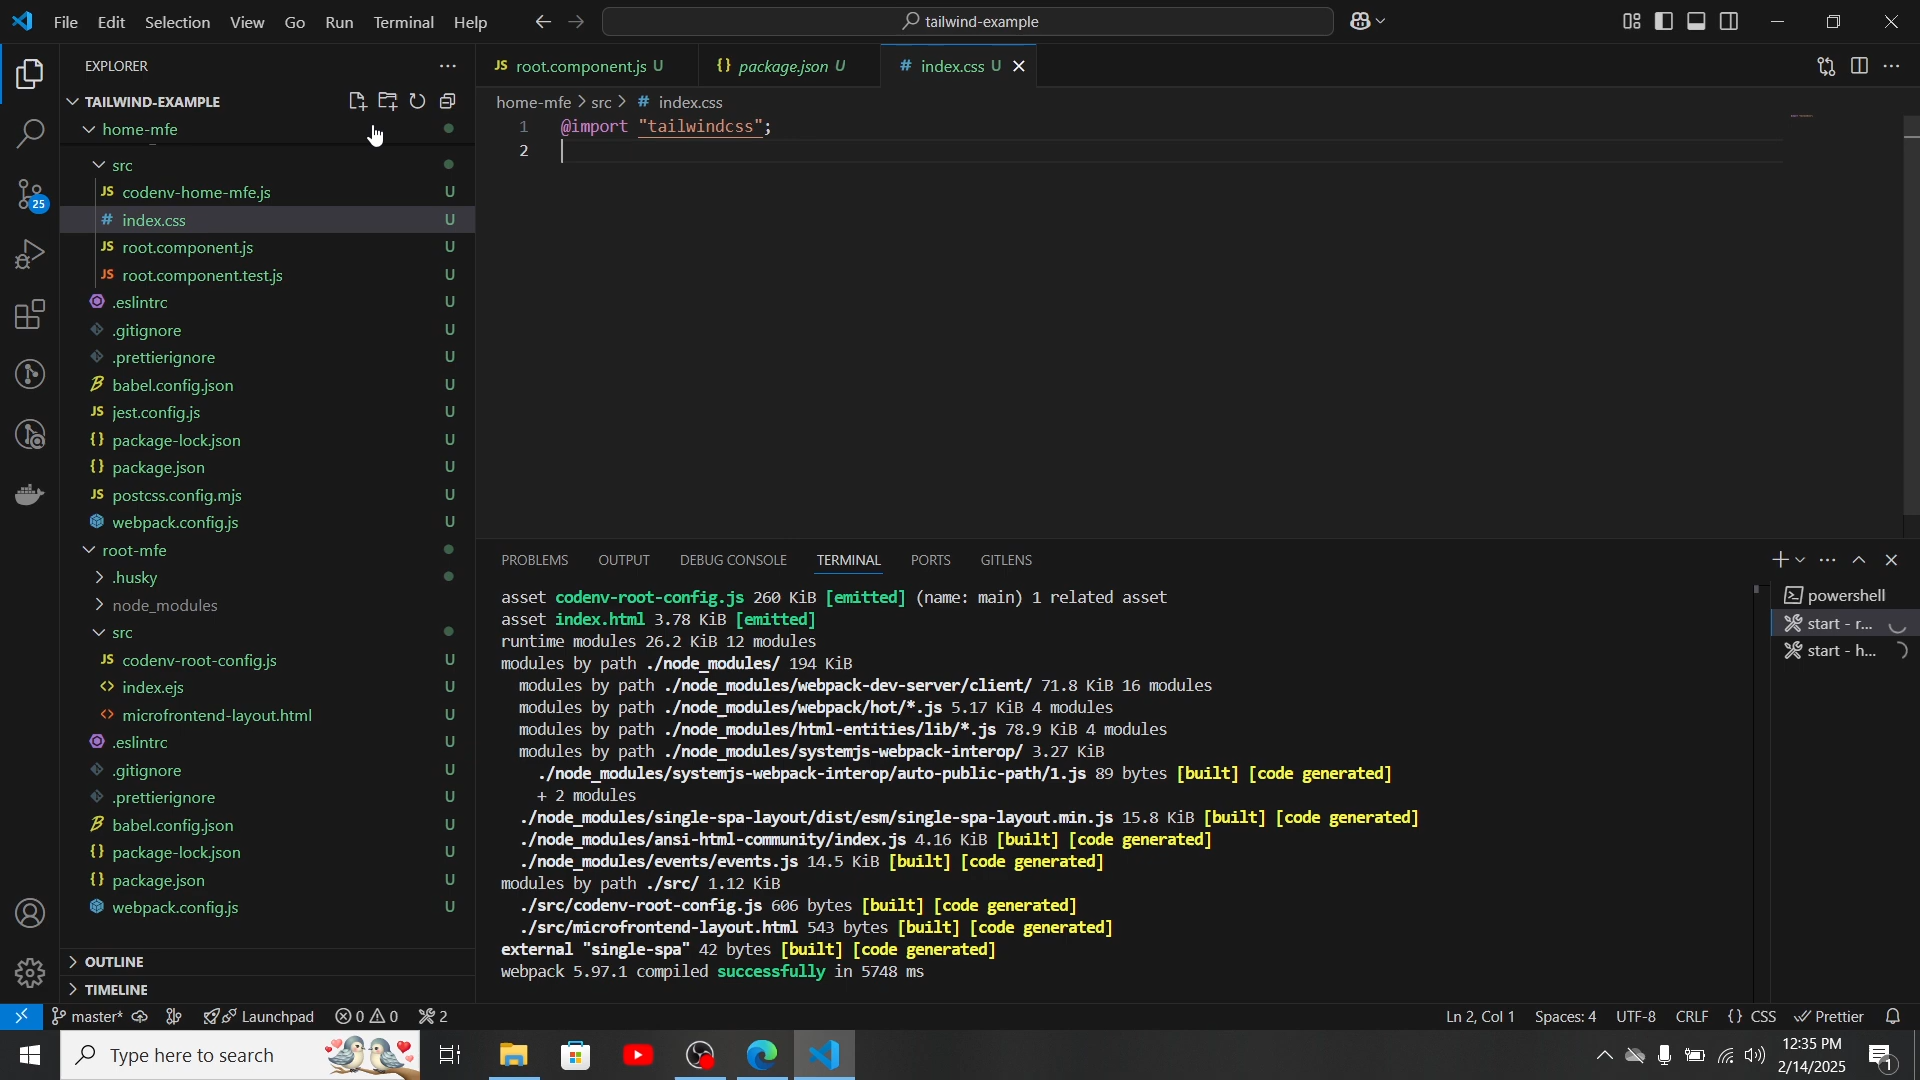 File Edit Selection View Go Run Terminal Help
tailwind-example
EXPLORER
TAILWIND-EXAMPLE
home-mfe
src
codenv-home-mfe.js U
index.css U
root.component.js U
root.component.test.js U
.eslintrc U
.gitignore U
.prettierignore U
babel.config.json U
jest.config.js U
package-lock.json U
package.json U
postcss.config.mjs U
webpack.config.js U
root-mfe
.husky
node_modules
src
codenv-root-config.js U
index.ejs U
microfrontend-layout.html U
.eslintrc U
.gitignore U
.prettierignore U
babel.config.json U
package-lock.json U
package.json U
webpack.config.js U
OUTLINE
TIMELINE
25
JS root.component.js U
{} package.json U
# index.css U
home-mfe > src > # index.css
1 @import "tailwindcss";
2
PROBLEMS OUTPUT DEBUG CONSOLE TERMINAL PORTS GITLENS
asset codenv-root-config.js 260 KiB [emitted] (name: main) 1 related asset
asset index.html 3.78 KiB [emitted]
runtime modules 26.2 KiB 12 modules
modules by path ./node_modules/ 194 KiB
modules by path ./node_modules/webpack-dev-server/client/ 71.8 KiB 16 modules
modules by path ./node_modules/webpack/hot/*.js 5.17 KiB 4 modules
modules by path ./node_modules/html-entities/lib/*.js 78.9 KiB 4 modules
modules by path ./node_modules/systemjs-webpack-interop/ 3.27 KiB
./node_modules/systemjs-webpack-interop/auto-public-path/1.js 89 bytes [built] [code generated]
+ 2 modules
./node_modules/single-spa-layout/dist/esm/single-spa-layout.min.js 15.8 KiB [built] [code generated]
./node_modules/ansi-html-community/index.js 4.16 KiB [built] [code generated]
./node_modules/events/events.js 14.5 KiB [built] [code generated]
modules by path ./src/ 1.12 KiB
./src/codenv-root-config.js 606 bytes [built] [code generated]
./src/microfrontend-layout.html 543 bytes [built] [code generated]
external "single-spa" 42 bytes [built] [code generated]
webpack 5.97.1 compiled successfully in 5748 ms
powershell
start - r...
start - h...
master* Launchpad 0 0 2
Ln 2, Col 1 Spaces: 4 UTF-8 CRLF {} CSS Prettier
Type here to search
12:35 PM
2/14/2025
1